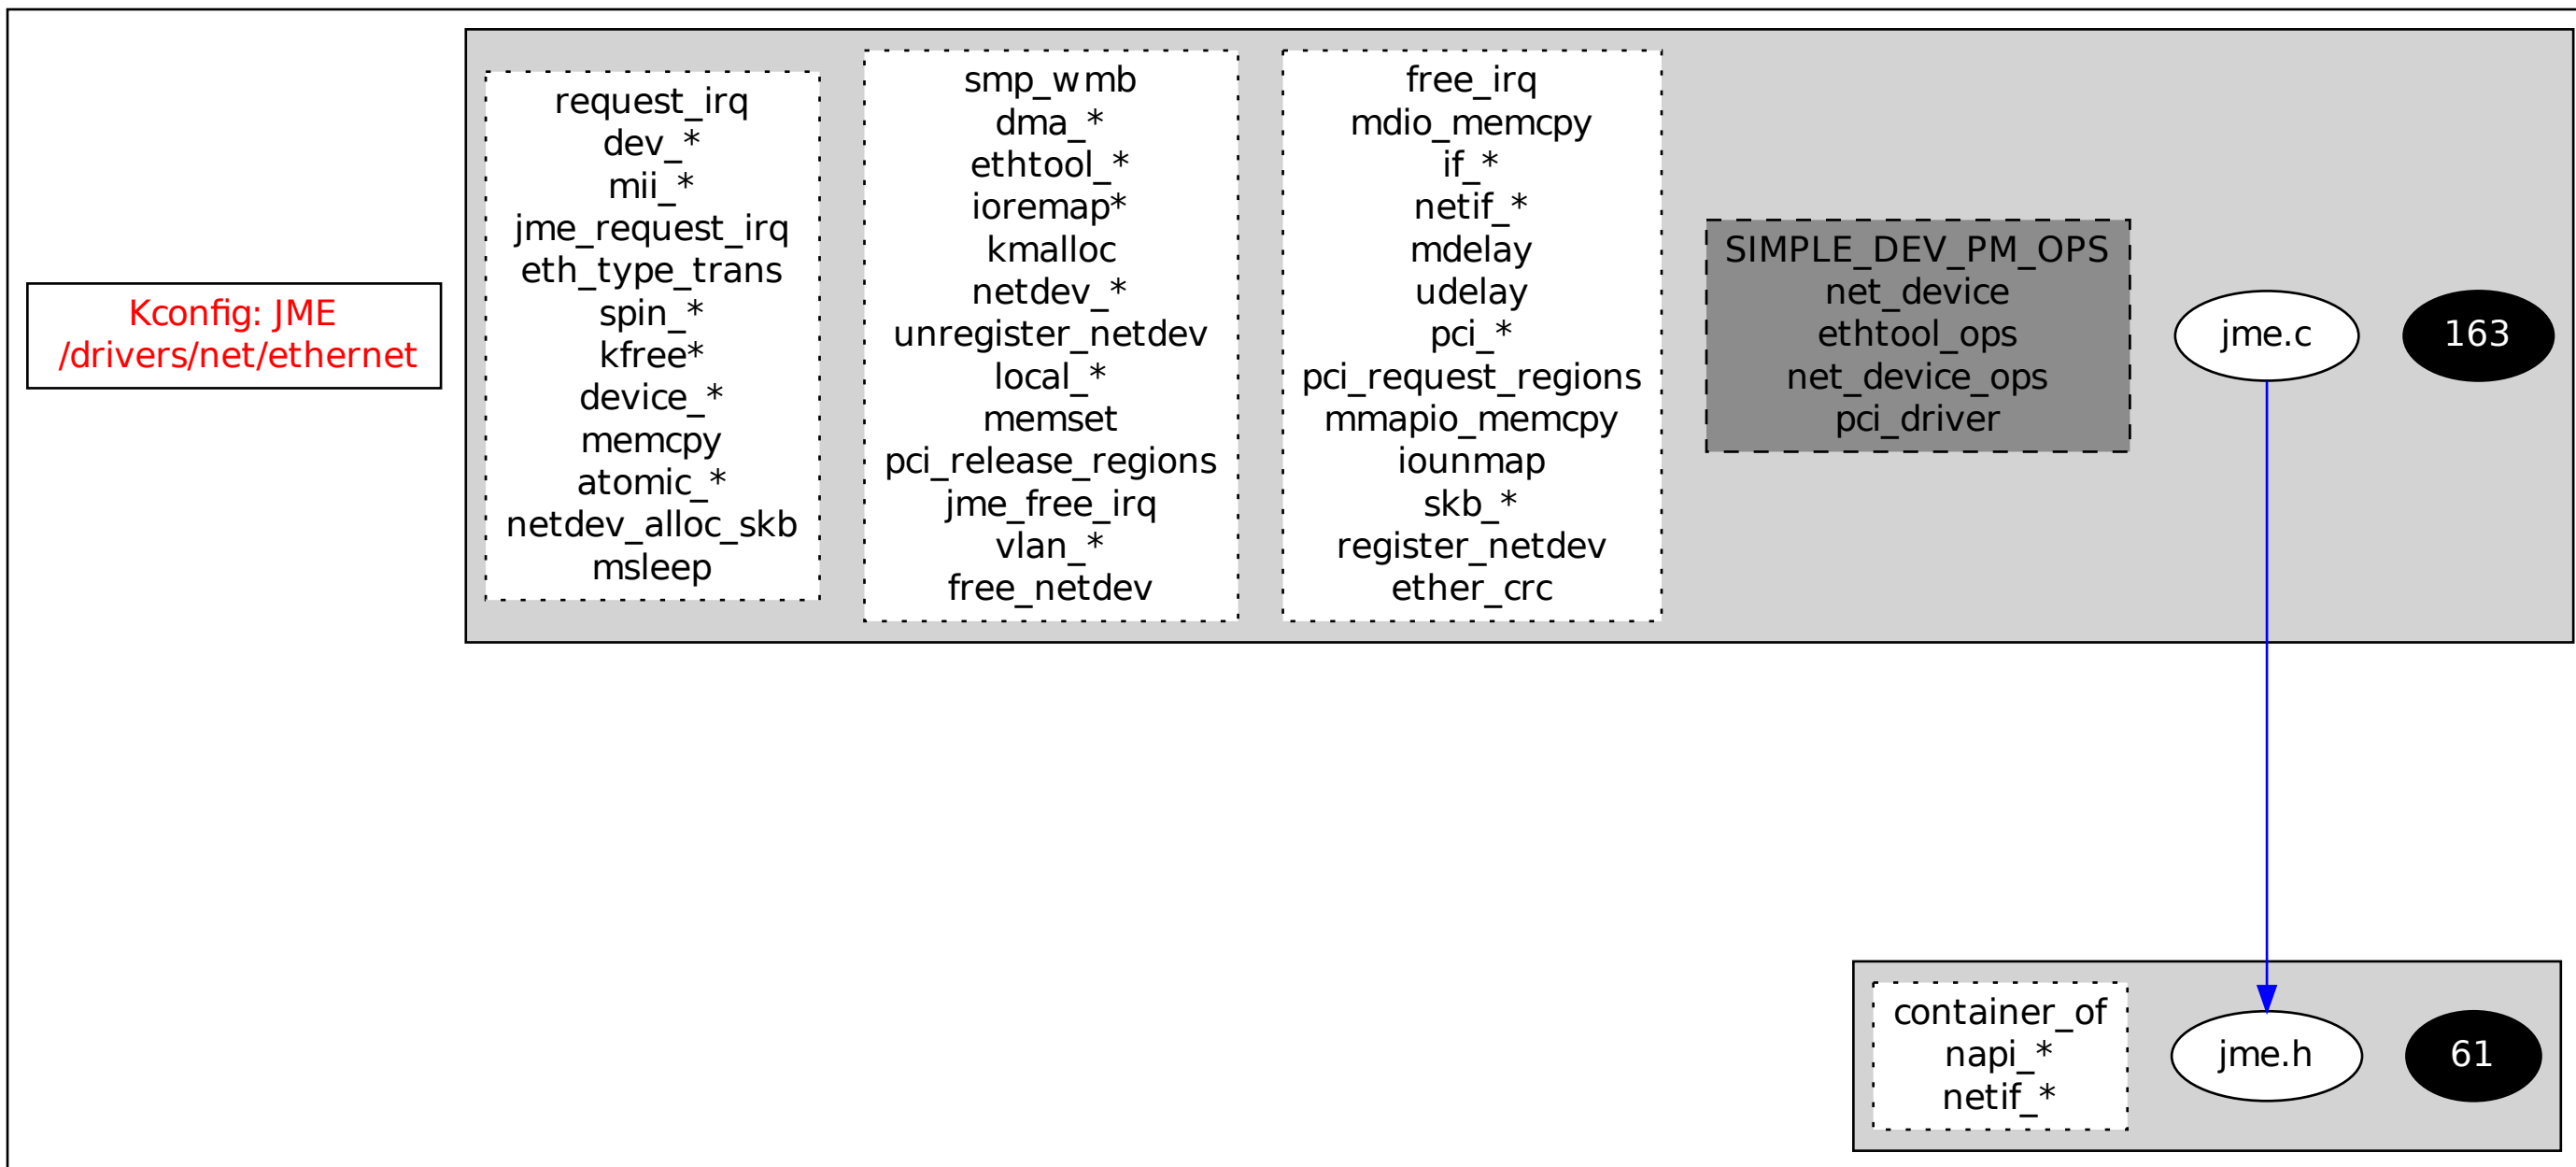 Kconfig: JME
/drivers/net/ethernet
request_irq
dev_*
mii_*
jme_request_irq
eth_type_trans
spin_*
kfree*
device_*
memcpy
atomic_*
netdev_alloc_skb
msleep
smp_wmb
dma_*
ethtool_*
ioremap*
kmalloc
netdev_*
unregister_netdev
local_*
memset
pci_release_regions
jme_free_irq
vlan_*
free_netdev
free_irq
mdio_memcpy
if_*
netif_*
mdelay
udelay
pci_*
pci_request_regions
mmapio_memcpy
iounmap
skb_*
register_netdev
ether_crc
SIMPLE_DEV_PM_OPS
net_device
ethtool_ops
net_device_ops
pci_driver
jme.c
163
container_of
napi_*
netif_*
jme.h
61